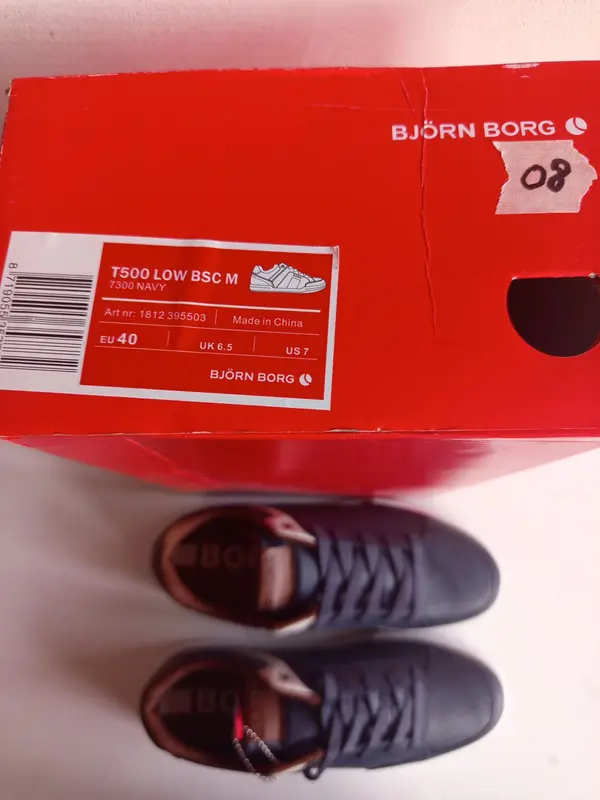 BJÖRN BORG
08
T500 LOW BSC M
7300 NAVY
Art nr: 1812 395503 Made in China
EU 40 UK 6.5 US 7
BJÖRN BORG
BORG